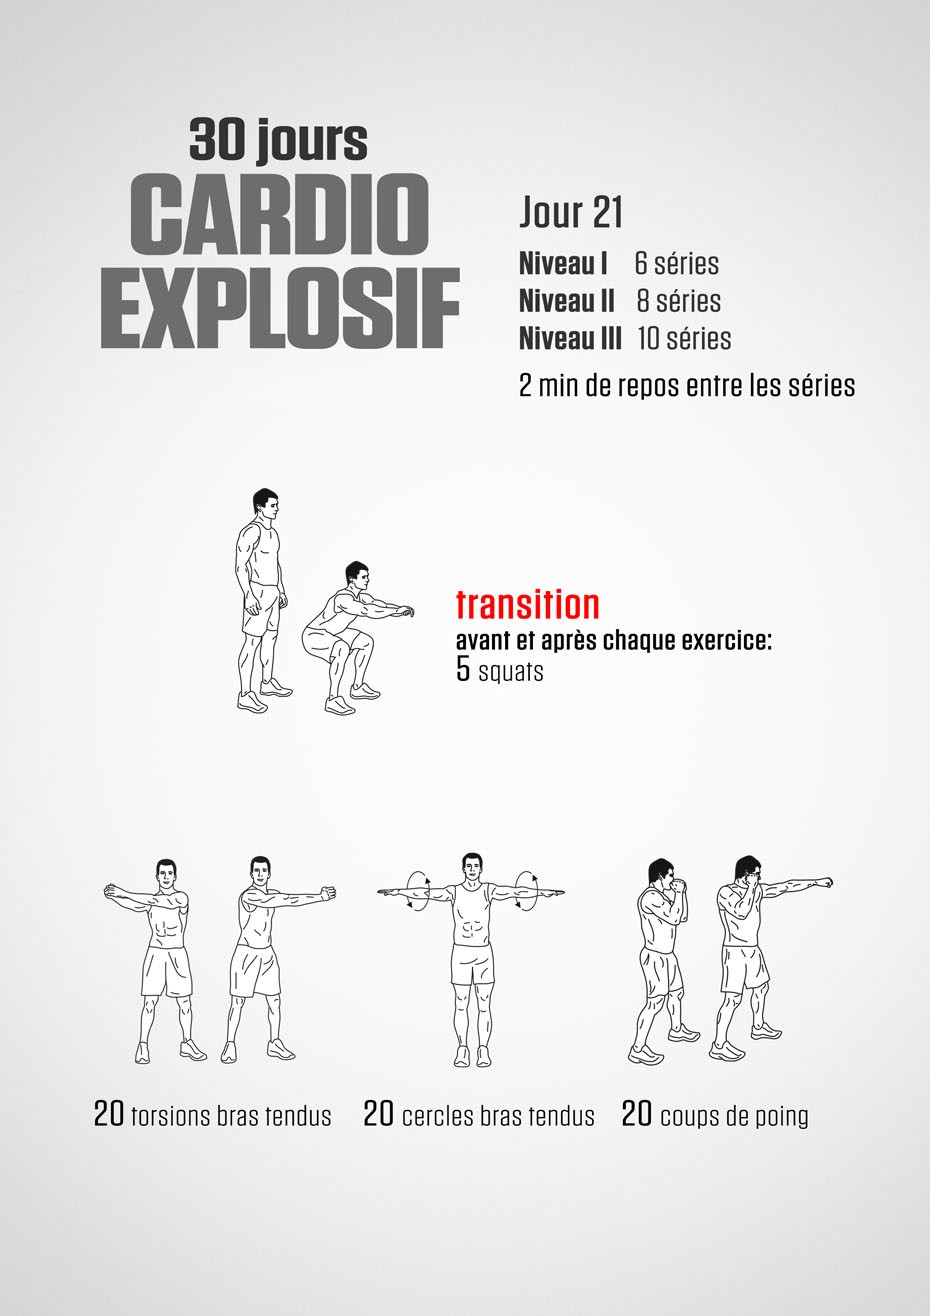 30 jours
CARDIO
EXPLOSIF
Jour 21
Niveau I 6 séries
Niveau II 8 séries
Niveau III 10 séries
2 min de repos entre les séries
transition
avant et après chaque exercice:
5 squats
20 torsions bras tendus
20 cercles bras tendus
20 coups de poing